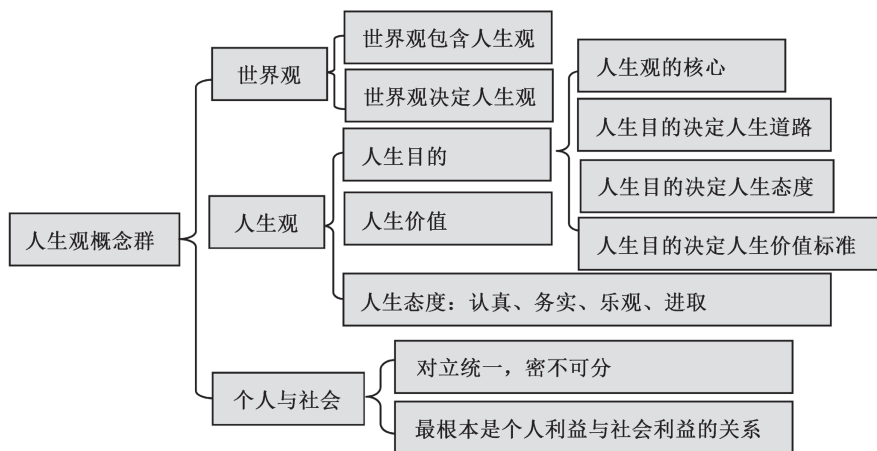 人生观概念群
世界观
世界观包含人生观
世界观决定人生观
人生观
人生目的
人生观的核心
人生目的决定人生道路
人生目的决定人生态度
人生目的决定人生价值标准
人生价值
人生态度：认真、务实、乐观、进取
个人与社会
对立统一，密不可分
最根本是个人利益与社会利益的关系